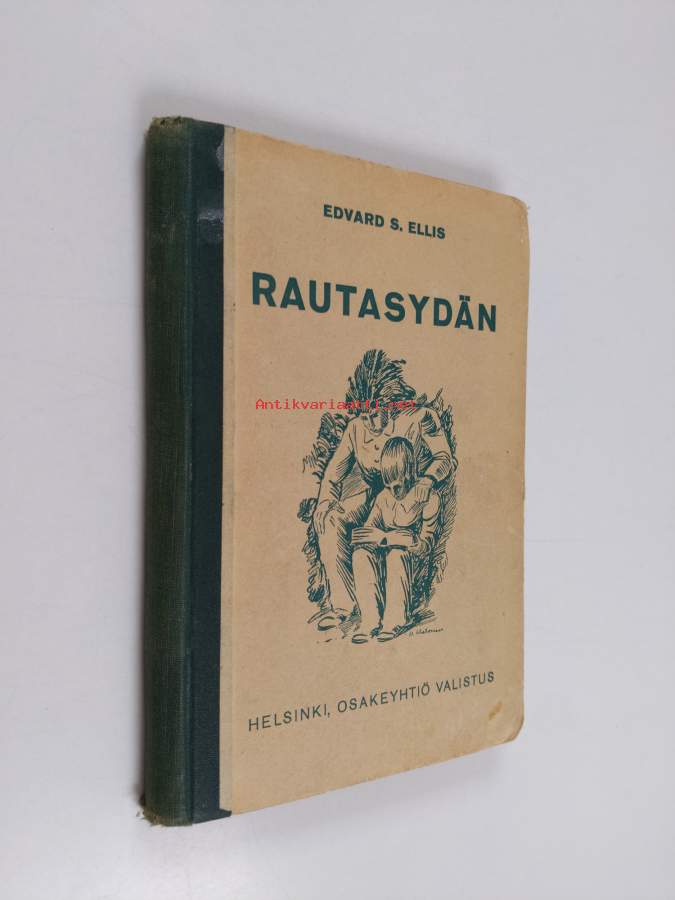 EDVARD S. ELLIS
RAUTASYDÄN
Antikvariaatti.net
HELSINKI, OSAKEYHTIÖ VALISTUS